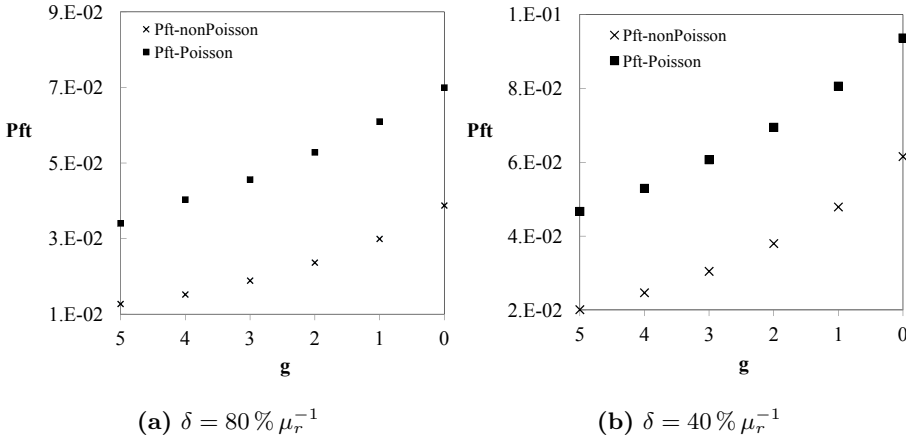 9.E-02
7.E-02
5.E-02
3.E-02
1.E-02
Pft
× Pft-nonPoisson
■ Pft-Poisson
5 4 3 2 1 0
g
(a) δ = 80 % μ_r^{-1}
1.E-01
8.E-02
6.E-02
4.E-02
2.E-02
Pft
× Pft-nonPoisson
■ Pft-Poisson
5 4 3 2 1 0
g
(b) δ = 40 % μ_r^{-1}